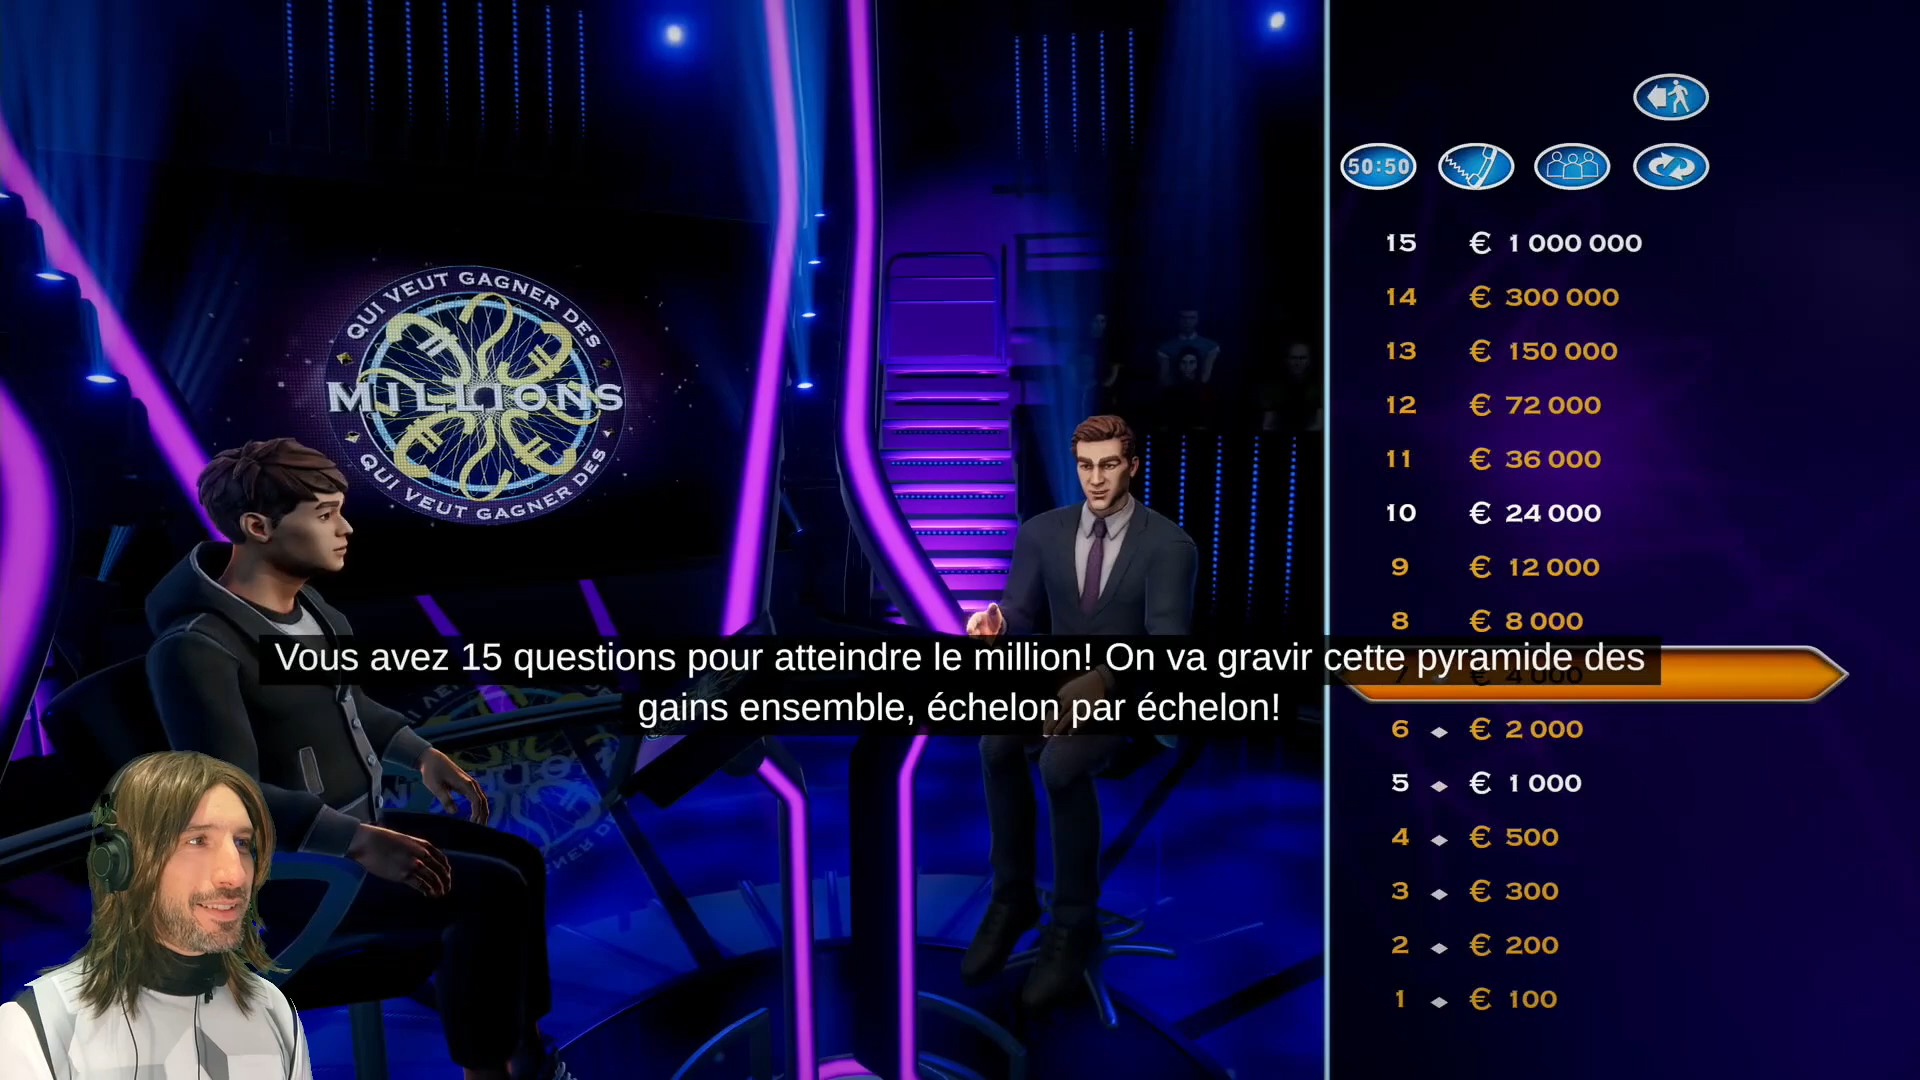 QUI VEUT GAGNER DES
MILLIONS
QUI VEUT GAGNER DES
50:50
15 € 1 000 000
14 € 300 000
13 € 150 000
12 € 72 000
11 € 36 000
10 € 24 000
9 € 12 000
8 € 8 000
7 € 4 000
6 € 2 000
5 € 1 000
4 € 500
3 € 300
2 € 200
1 € 100
Vous avez 15 questions pour atteindre le million! On va gravir cette pyramide des
gains ensemble, échelon par échelon!